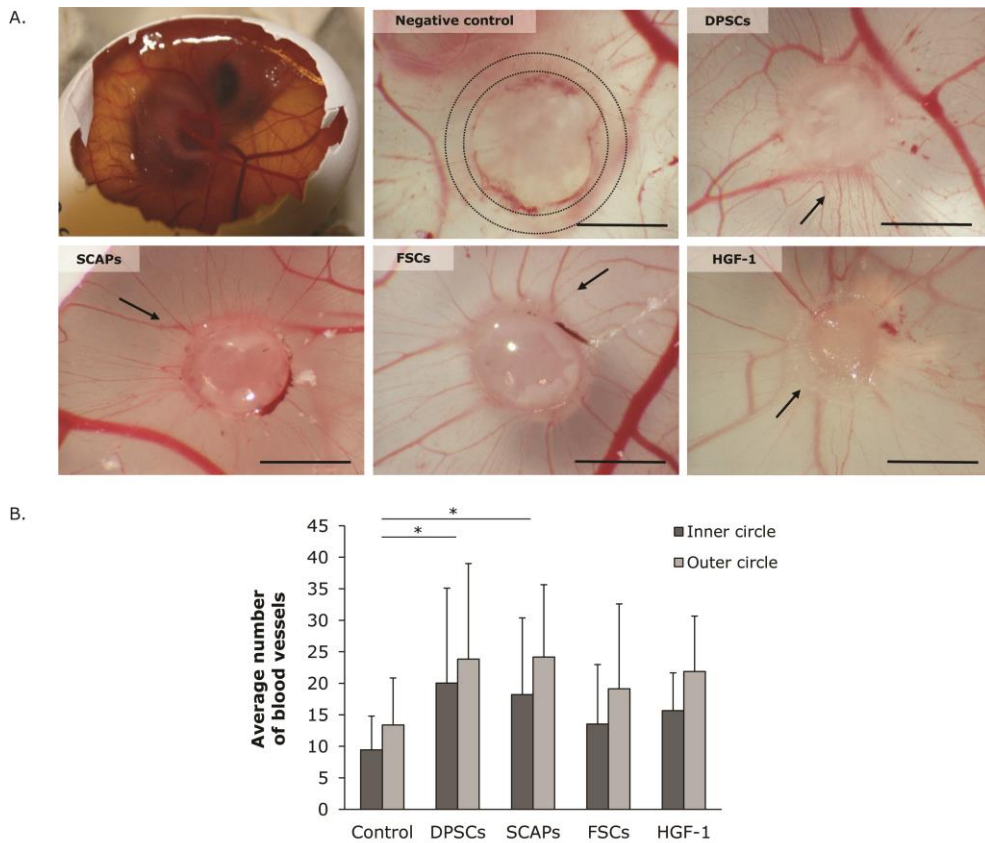 A.
Negative control
DPSCs
SCAPs
FSCs
HGF-1
B.
*
*
45
40
35
30
25
20
15
10
5
0
Average number
of blood vessels
Inner circle
Outer circle
Control
DPSCs
SCAPs
FSCs
HGF-1